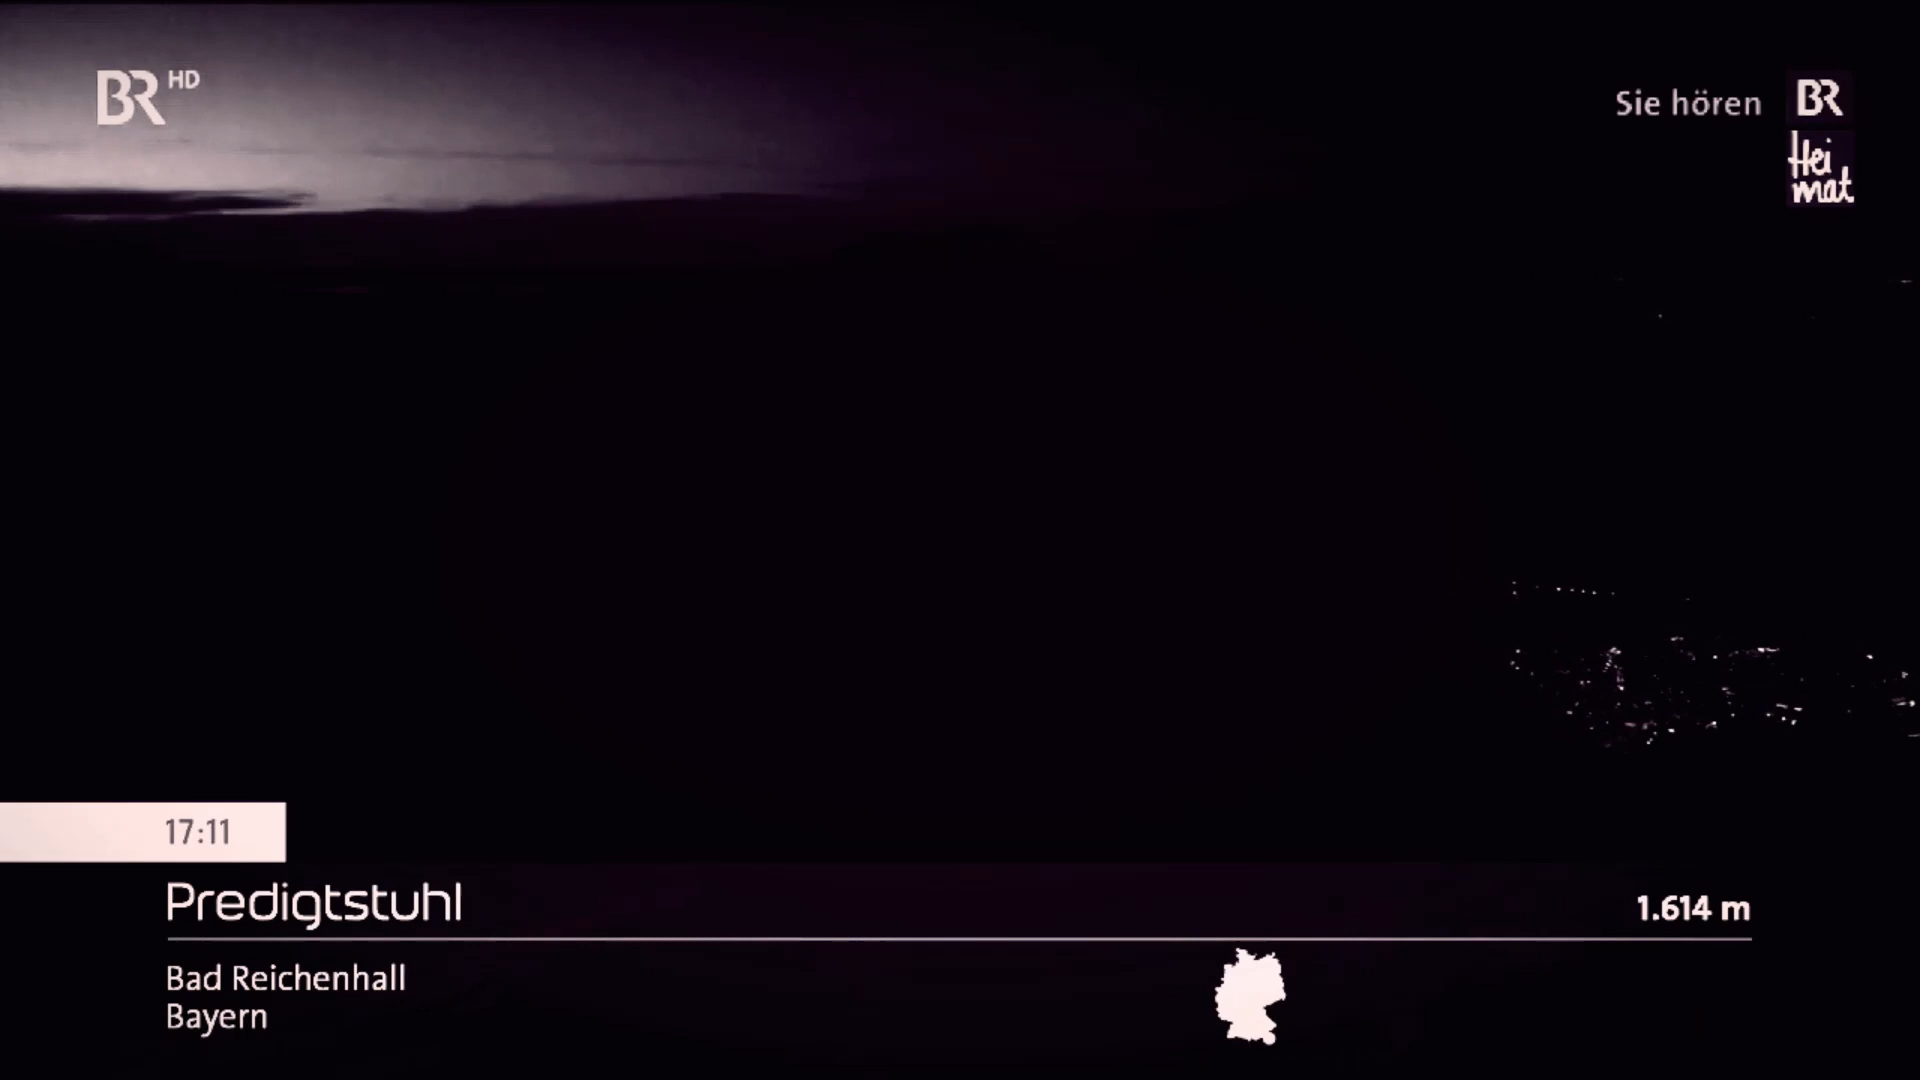 BR HD
Sie hören BR
Hei
mat
17:11
Predigtstuhl
1.614 m
Bad Reichenhall
Bayern